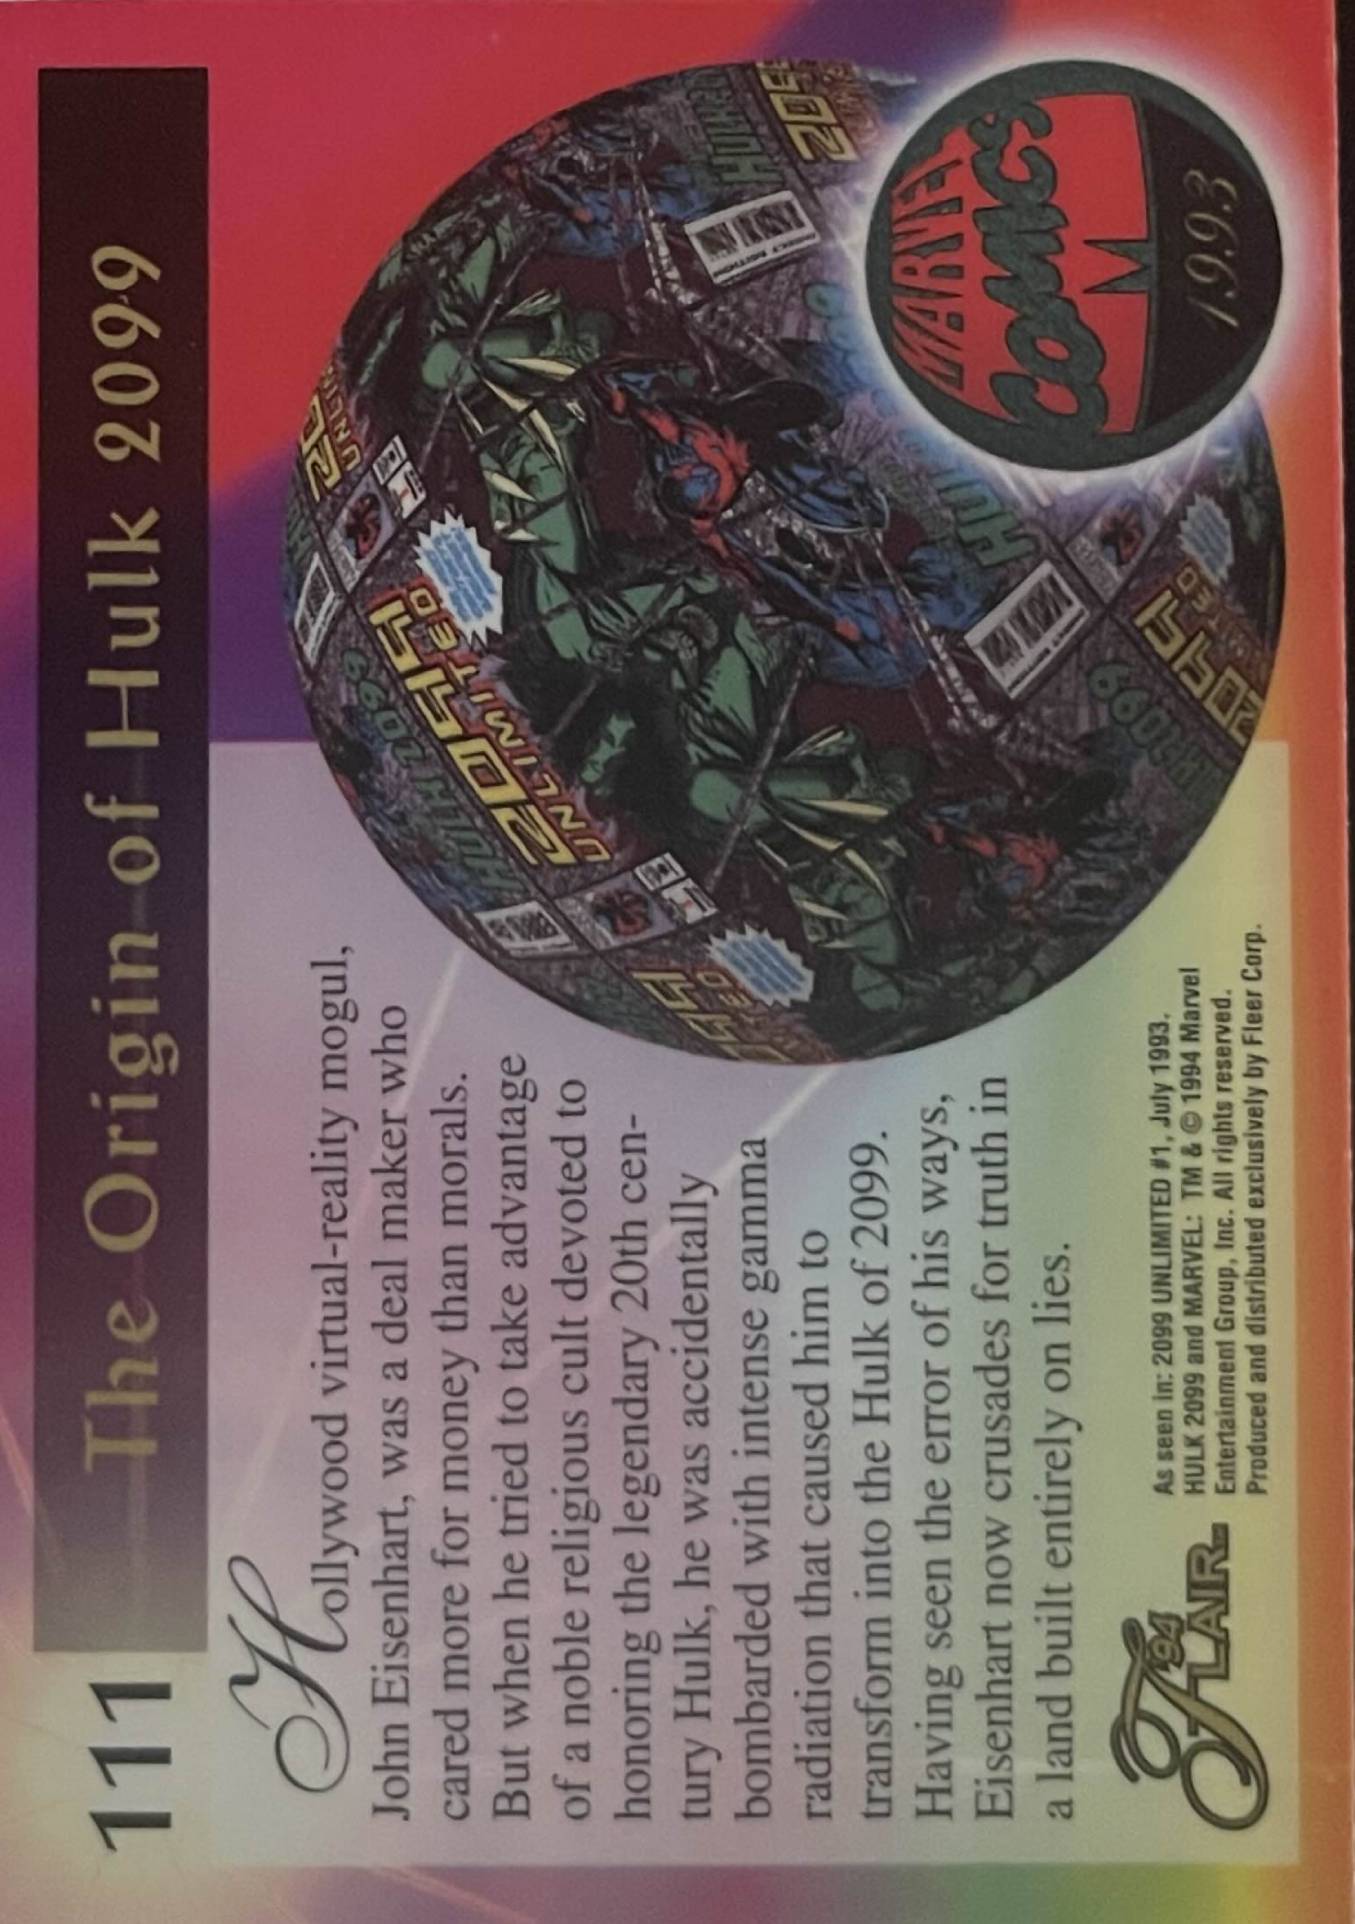 111
The Origin of Hulk 2099
Hollywood virtual-reality mogul,
John Eisenhart, was a deal maker who
cared more for money than morals.
But when he tried to take advantage
of a noble religious cult devoted to
honoring the legendary 20th cen-
tury Hulk, he was accidentally
bombarded with intense gamma
radiation that caused him to
transform into the Hulk of 2099.
Having seen the error of his ways,
Eisenhart now crusades for truth in
a land built entirely on lies.
'94
FLAIR
As seen in: 2099 UNLIMITED #1, July 1993.
HULK 2099 and MARVEL: TM & © 1994 Marvel
Entertainment Group, Inc. All rights reserved.
Produced and distributed exclusively by Fleer Corp.
HULK 2099
2099
UNLIMITED
HULK 2099
2099
UNLIMITED
MARVEL
COMICS
M
1993